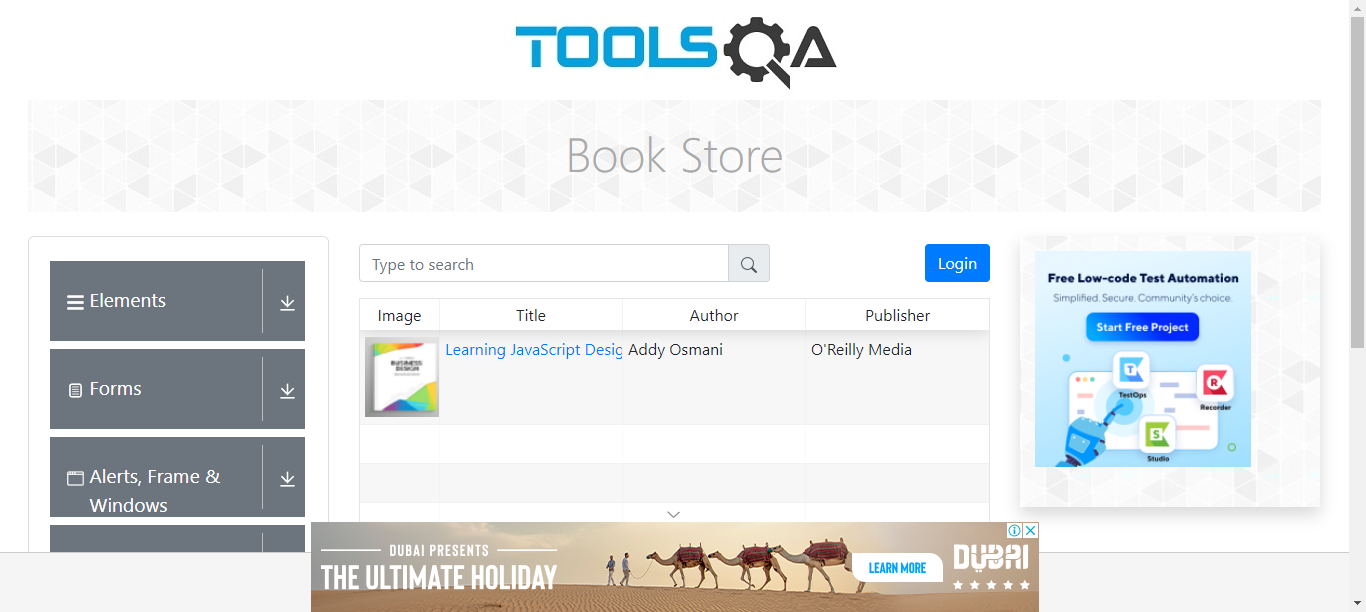 TOOLSQA
Book Store
Elements
Forms
Alerts, Frame &
Windows
Type to search
Login
Image Title Author Publisher
BUSINESS
DESIGN
Learning JavaScript Desig Addy Osmani O'Reilly Media
Free Low-code Test Automation
Simplified. Secure. Community's choice.
Start Free Project
TestOps
Recorder
Studio
DUBAI PRESENTS
THE ULTIMATE HOLIDAY
LEARN MORE
DUBAI